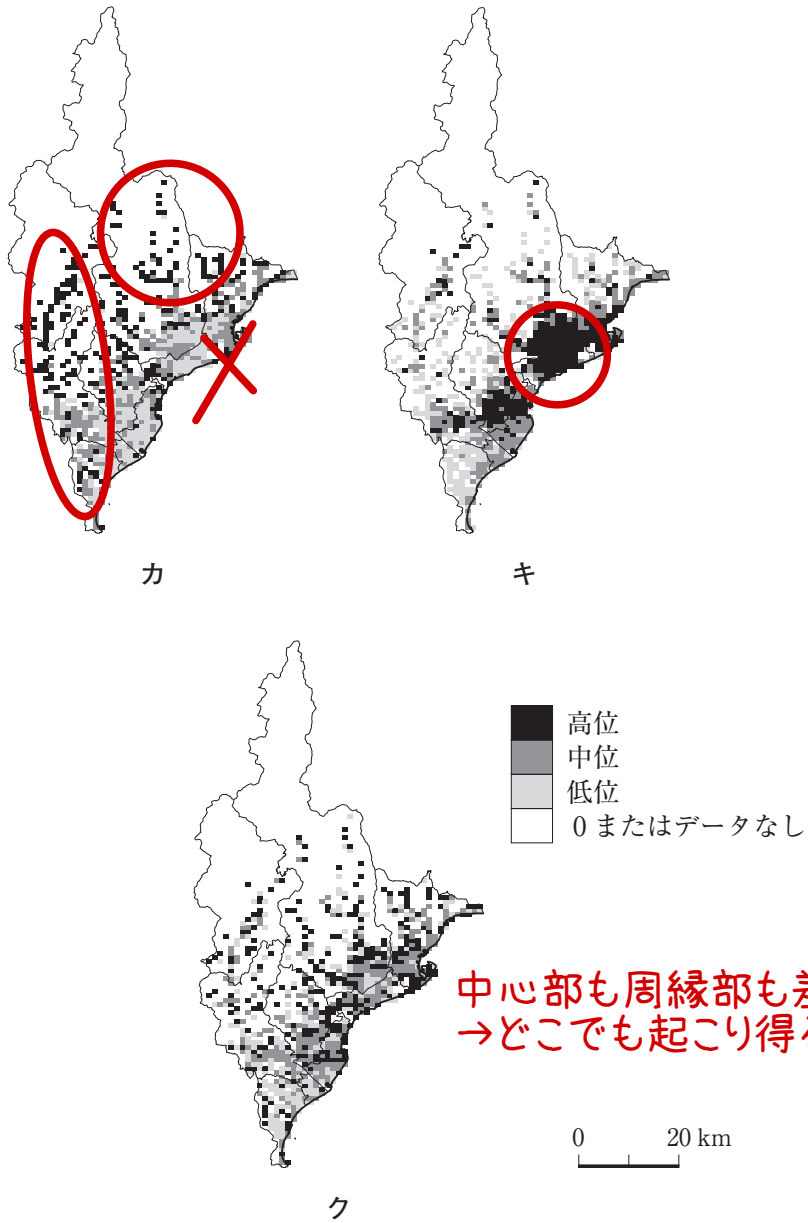 カ
キ
高位
中位
低位
0 またはデータなし
中心部も周縁部も差
→どこでも起こり得
0
20 km
ク